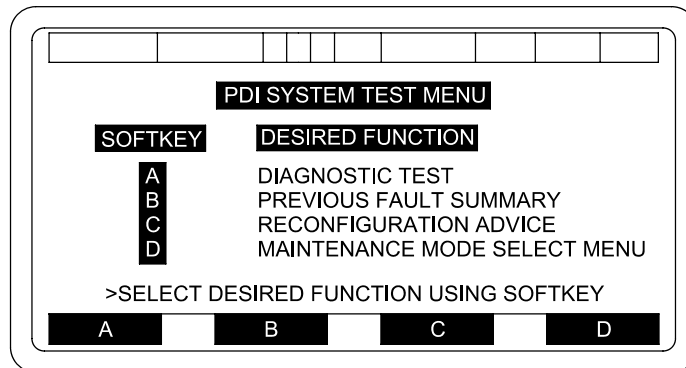 PDI SYSTEM TEST MENU
SOFTKEY DESIRED FUNCTION
A DIAGNOSTIC TEST
B PREVIOUS FAULT SUMMARY
C RECONFIGURATION ADVICE
D MAINTENANCE MODE SELECT MENU
>SELECT DESIRED FUNCTION USING SOFTKEY
A B C D